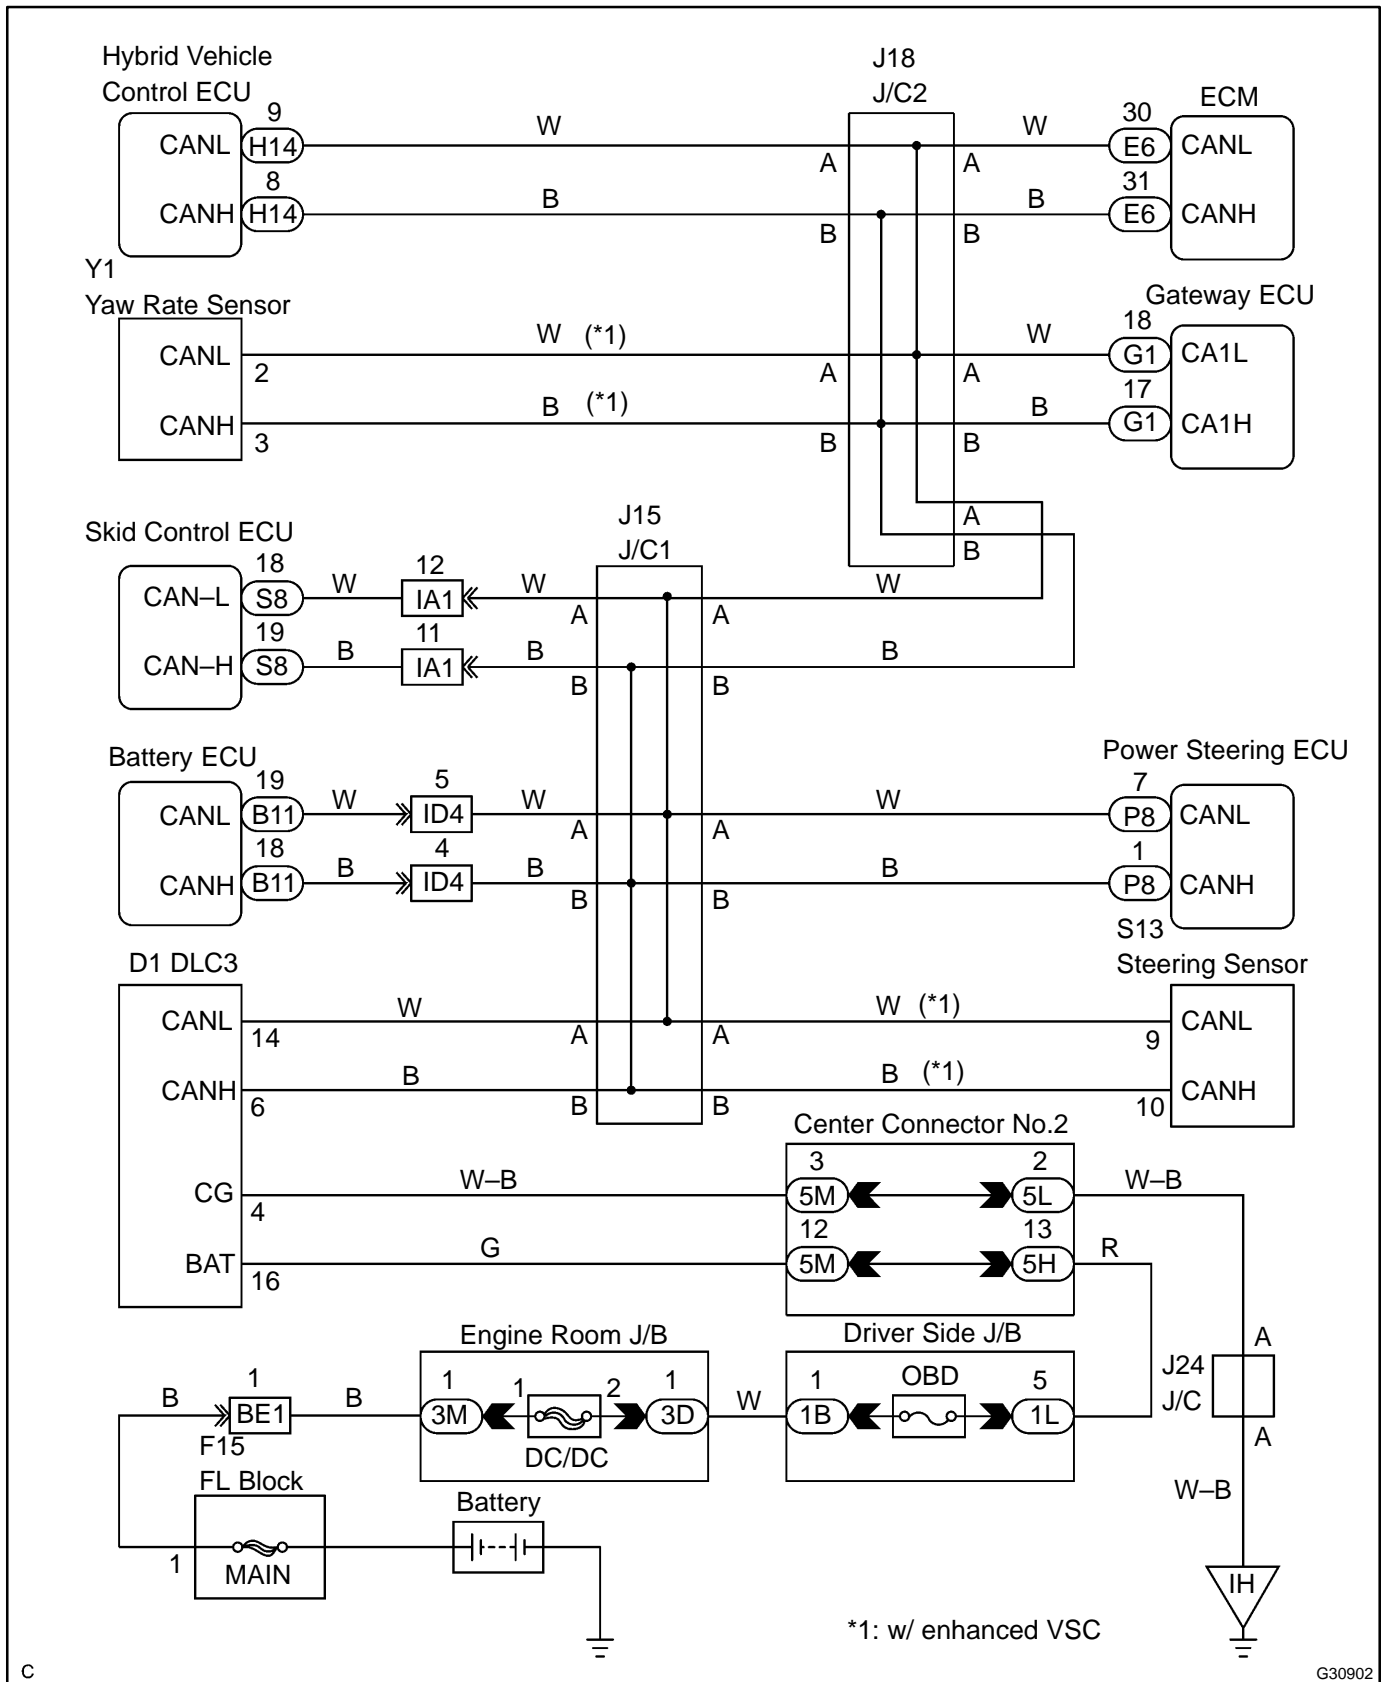 Hybrid Vehicle
Control ECU
J18
J/C2
ECM
9
W
W
30
CANL
H14
A
A
E6
CANL
8
B
B
31
CANH
H14
B
B
E6
CANH
Y1
Yaw Rate Sensor
Gateway ECU
W (*1)
W
18
CANL
2
A
A
G1
CA1L
B (*1)
B
17
CANH
3
B
B
G1
CA1H
Skid Control ECU
J15
J/C1
A
B
18
W
12
W
W
CAN–L
S8
IA1
A
A
19
B
11
B
B
CAN–H
S8
IA1
B
B
Battery ECU
Power Steering ECU
19
W
5
W
W
7
CANL
B11
ID4
A
A
P8
CANL
18
B
4
B
B
1
CANH
B11
ID4
B
B
P8
CANH
S13
D1 DLC3
Steering Sensor
W
W (*1)
CANL
14
A
A
9
CANL
B
B (*1)
CANH
6
B
B
10
CANH
Center Connector No.2
W–B
3
2
W–B
CG
4
5M
5L
G
12
13
R
BAT
16
5M
5H
Engine Room J/B
Driver Side J/B
A
J24
J/C
A
B
1
B
1
1
2
1
W
1
OBD
5
BE1
3M
3D
1B
1L
F15
DC/DC
FL Block
Battery
W–B
1
MAIN
IH
*1: w/ enhanced VSC
C
G30902